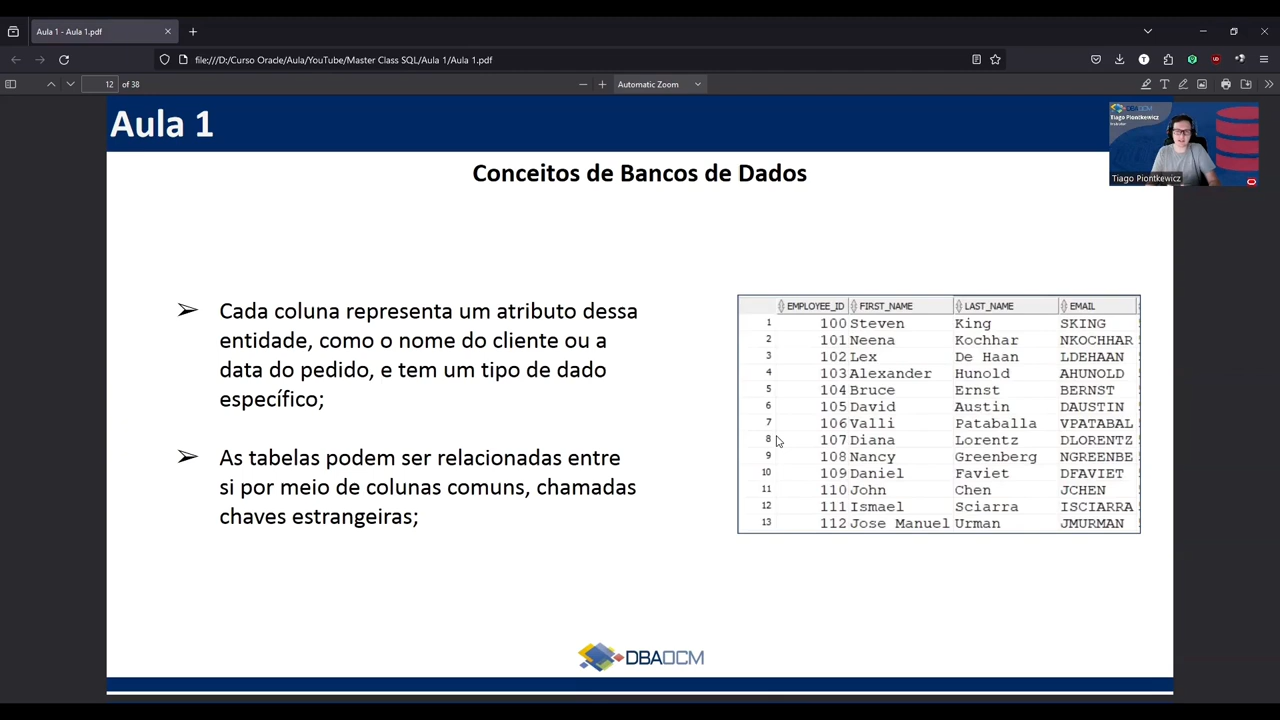 Aula 1 - Aula 1.pdf
file:///D:/Curso Oracle/Aula/YouTube/Master Class SQL/Aula 1/Aula 1.pdf
12 of 38
Automatic Zoom
Aula 1
DBAOCM
Tiago Piontkewicz
Tiago Piontkewicz
Conceitos de Bancos de Dados
➢ Cada coluna representa um atributo dessa
entidade, como o nome do cliente ou a
data do pedido, e tem um tipo de dado
específico;
➢ As tabelas podem ser relacionadas entre
si por meio de colunas comuns, chamadas
chaves estrangeiras;
EMPLOYEE_ID FIRST_NAME LAST_NAME EMAIL
1 100 Steven King SKING
2 101 Neena Kochhar NKOCHHAR
3 102 Lex De Haan LDEHAAN
4 103 Alexander Hunold AHUNOLD
5 104 Bruce Ernst BERNST
6 105 David Austin DAUSTIN
7 106 Valli Pataballa VPATABAL
8 107 Diana Lorentz DLORENTZ
9 108 Nancy Greenberg NGREENBE
10 109 Daniel Faviet DFAVIET
11 110 John Chen JCHEN
12 111 Ismael Sciarra ISCIARRA
13 112 Jose Manuel Urman JMURMAN
DBAOCM